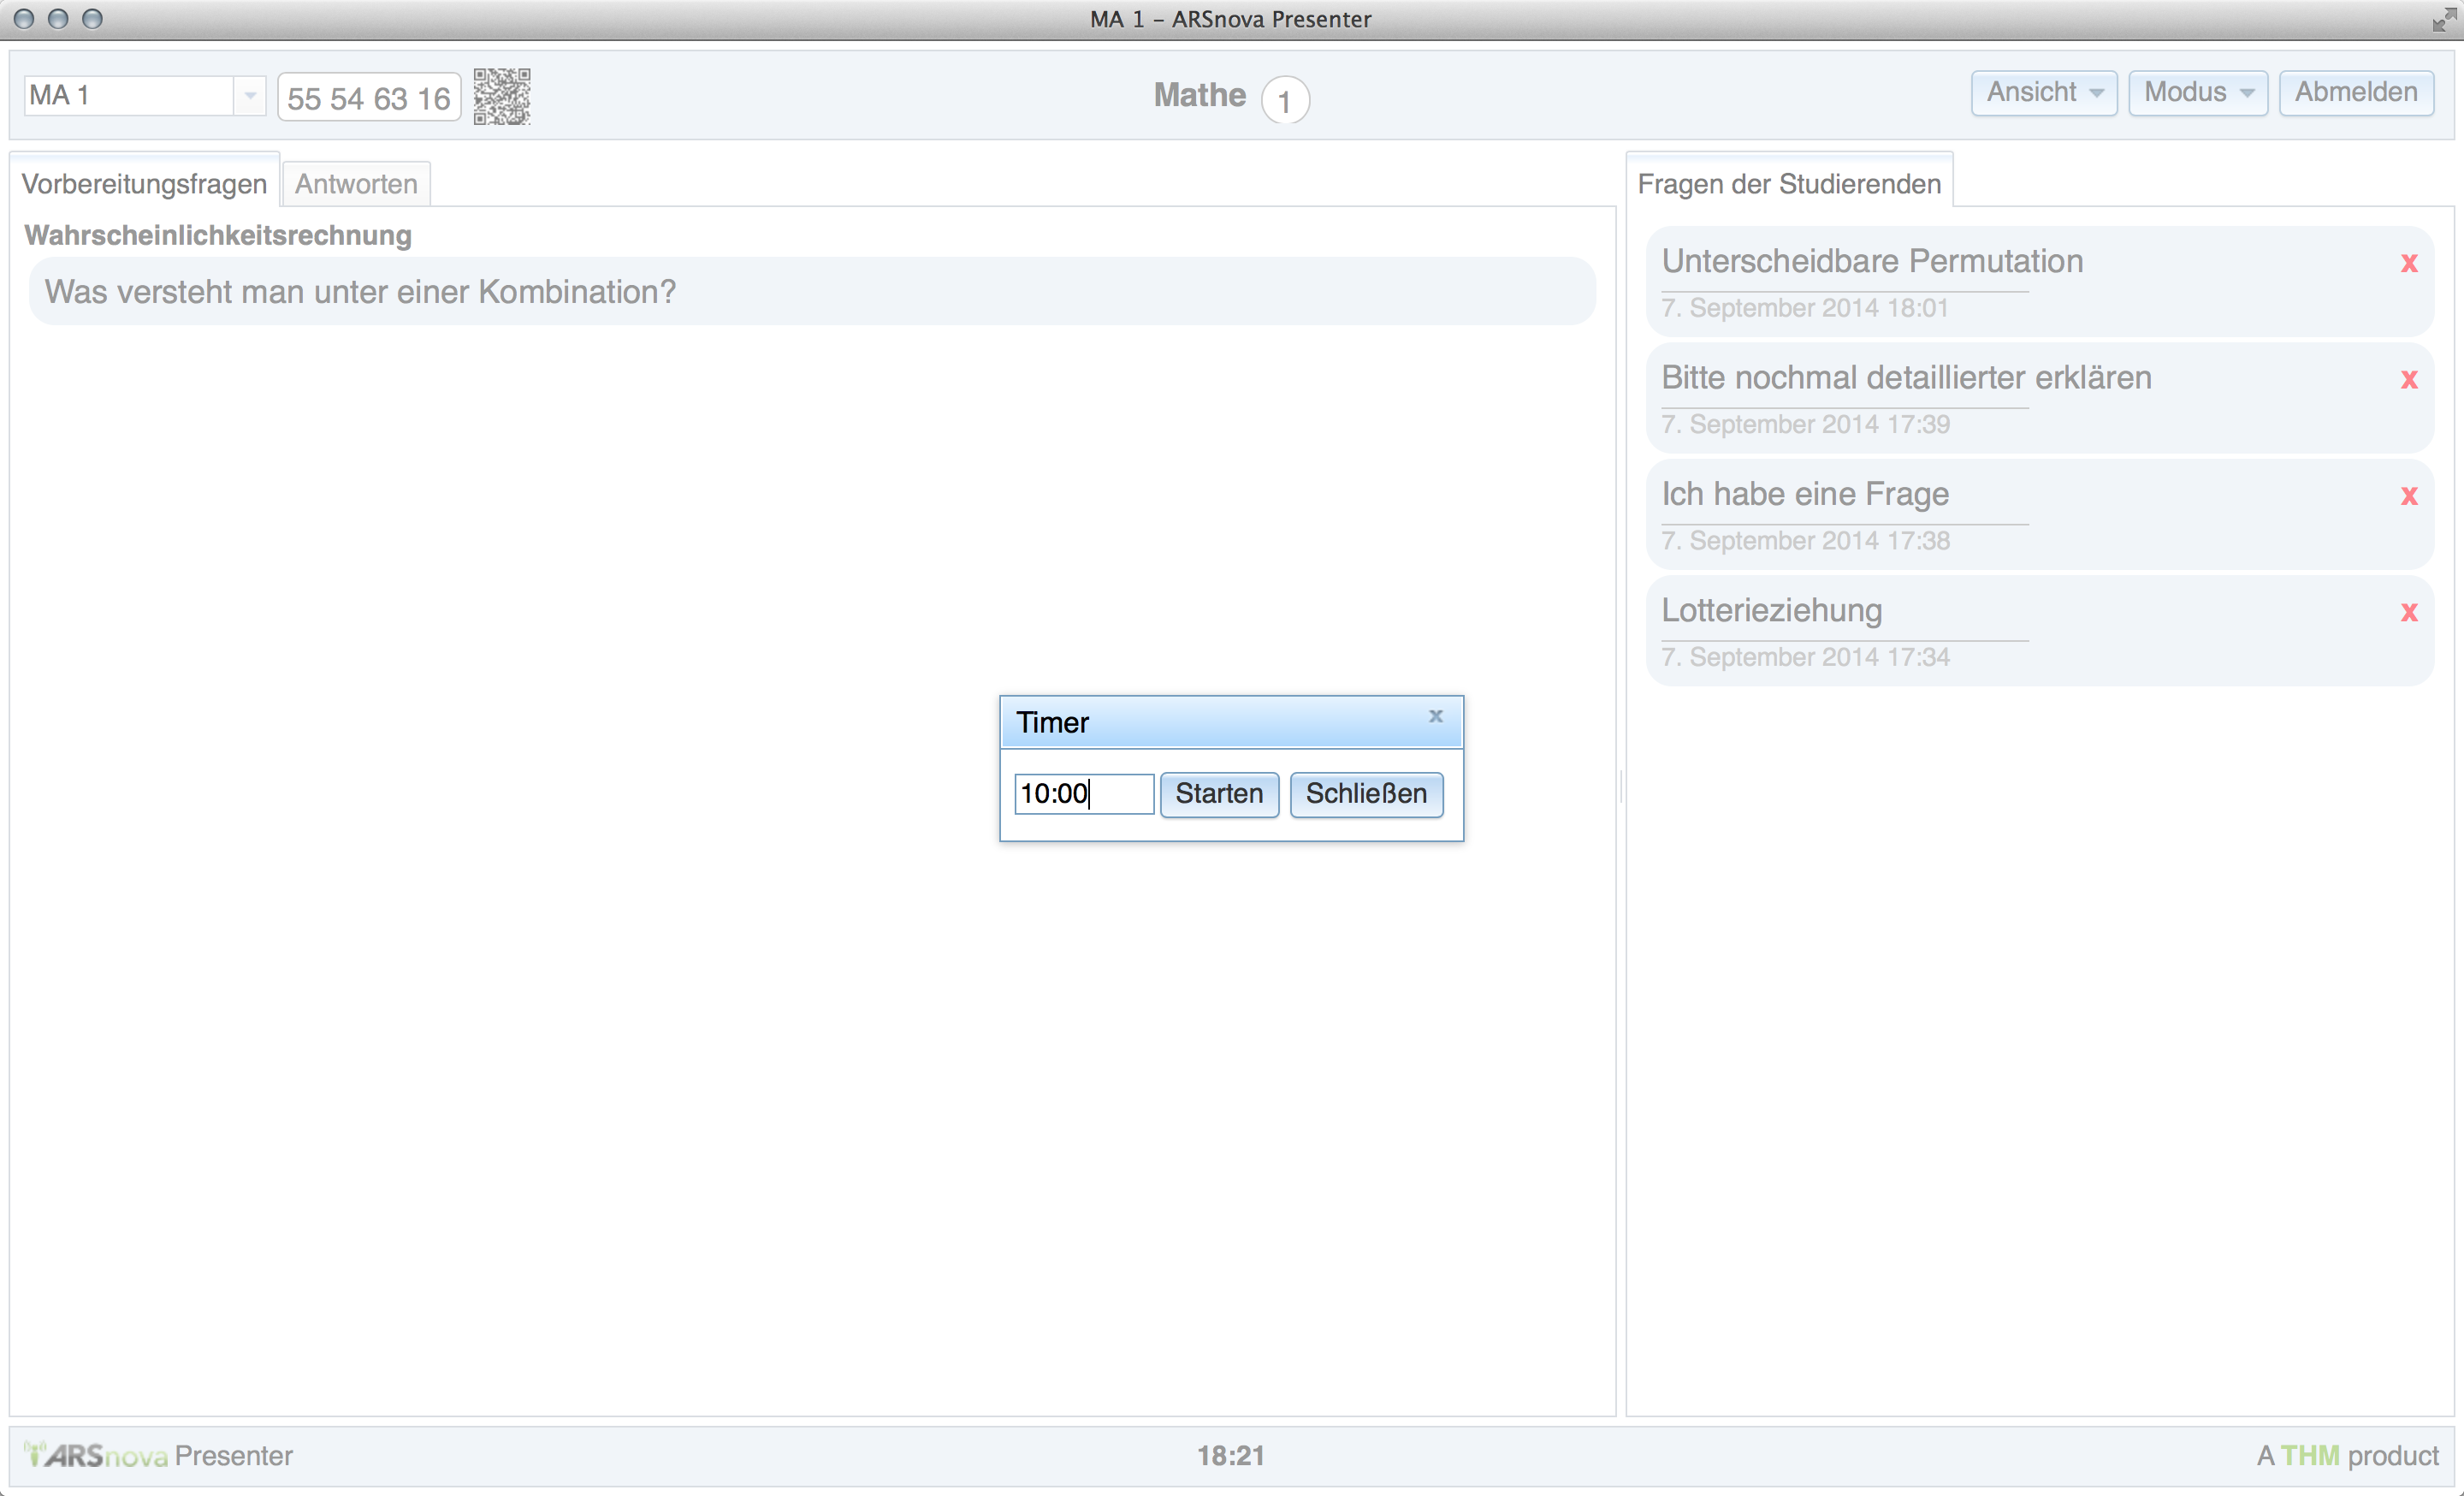 MA 1 – ARSnova Presenter
MA 1 55 54 63 16 Mathe 1 Ansicht Modus Abmelden
Vorbereitungsfragen Antworten
Wahrscheinlichkeitsrechnung
Was versteht man unter einer Kombination?
Fragen der Studierenden
Unterscheidbare Permutation x
7. September 2014 18:01
Bitte nochmal detaillierter erklären x
7. September 2014 17:39
Ich habe eine Frage x
7. September 2014 17:38
Lotterieziehung x
7. September 2014 17:34
Timer x
10:00 Starten Schließen
ARSnova Presenter 18:21 A THM product